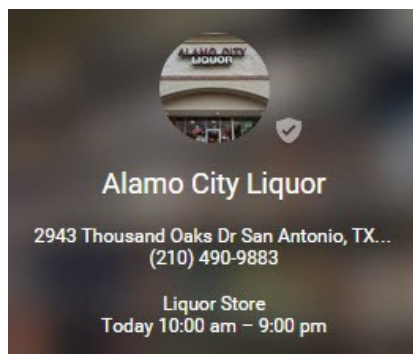 ALAMO CITY
LIQUOR
Alamo City Liquor
2943 Thousand Oaks Dr San Antonio, TX...
(210) 490-9883
Liquor Store
Today 10:00 am – 9:00 pm